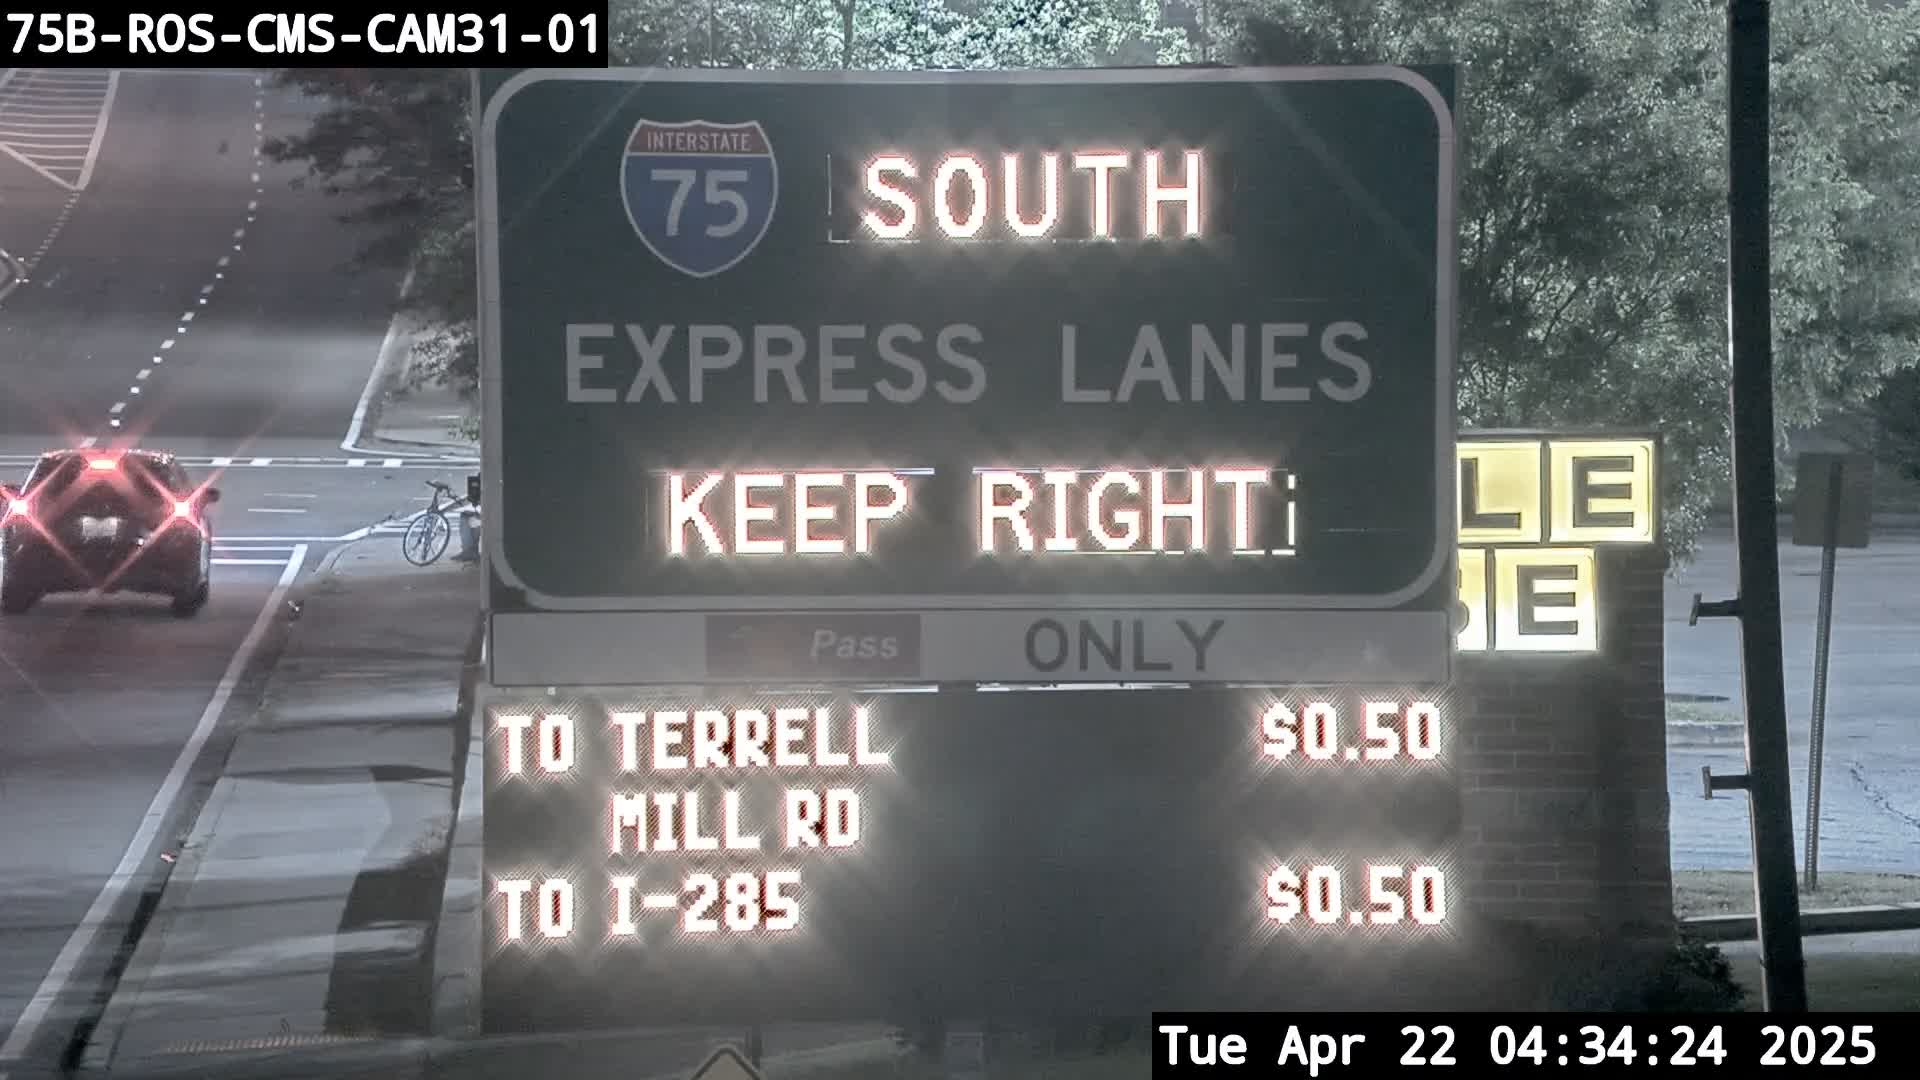 75B-ROS-CMS-CAM31-01
INTERSTATE
75
SOUTH
EXPRESS LANES
KEEP RIGHT
Pass ONLY
TO TERRELL $0.50
MILL RD
TO I-285 $0.50
LE
E
Tue Apr 22 04:34:24 2025